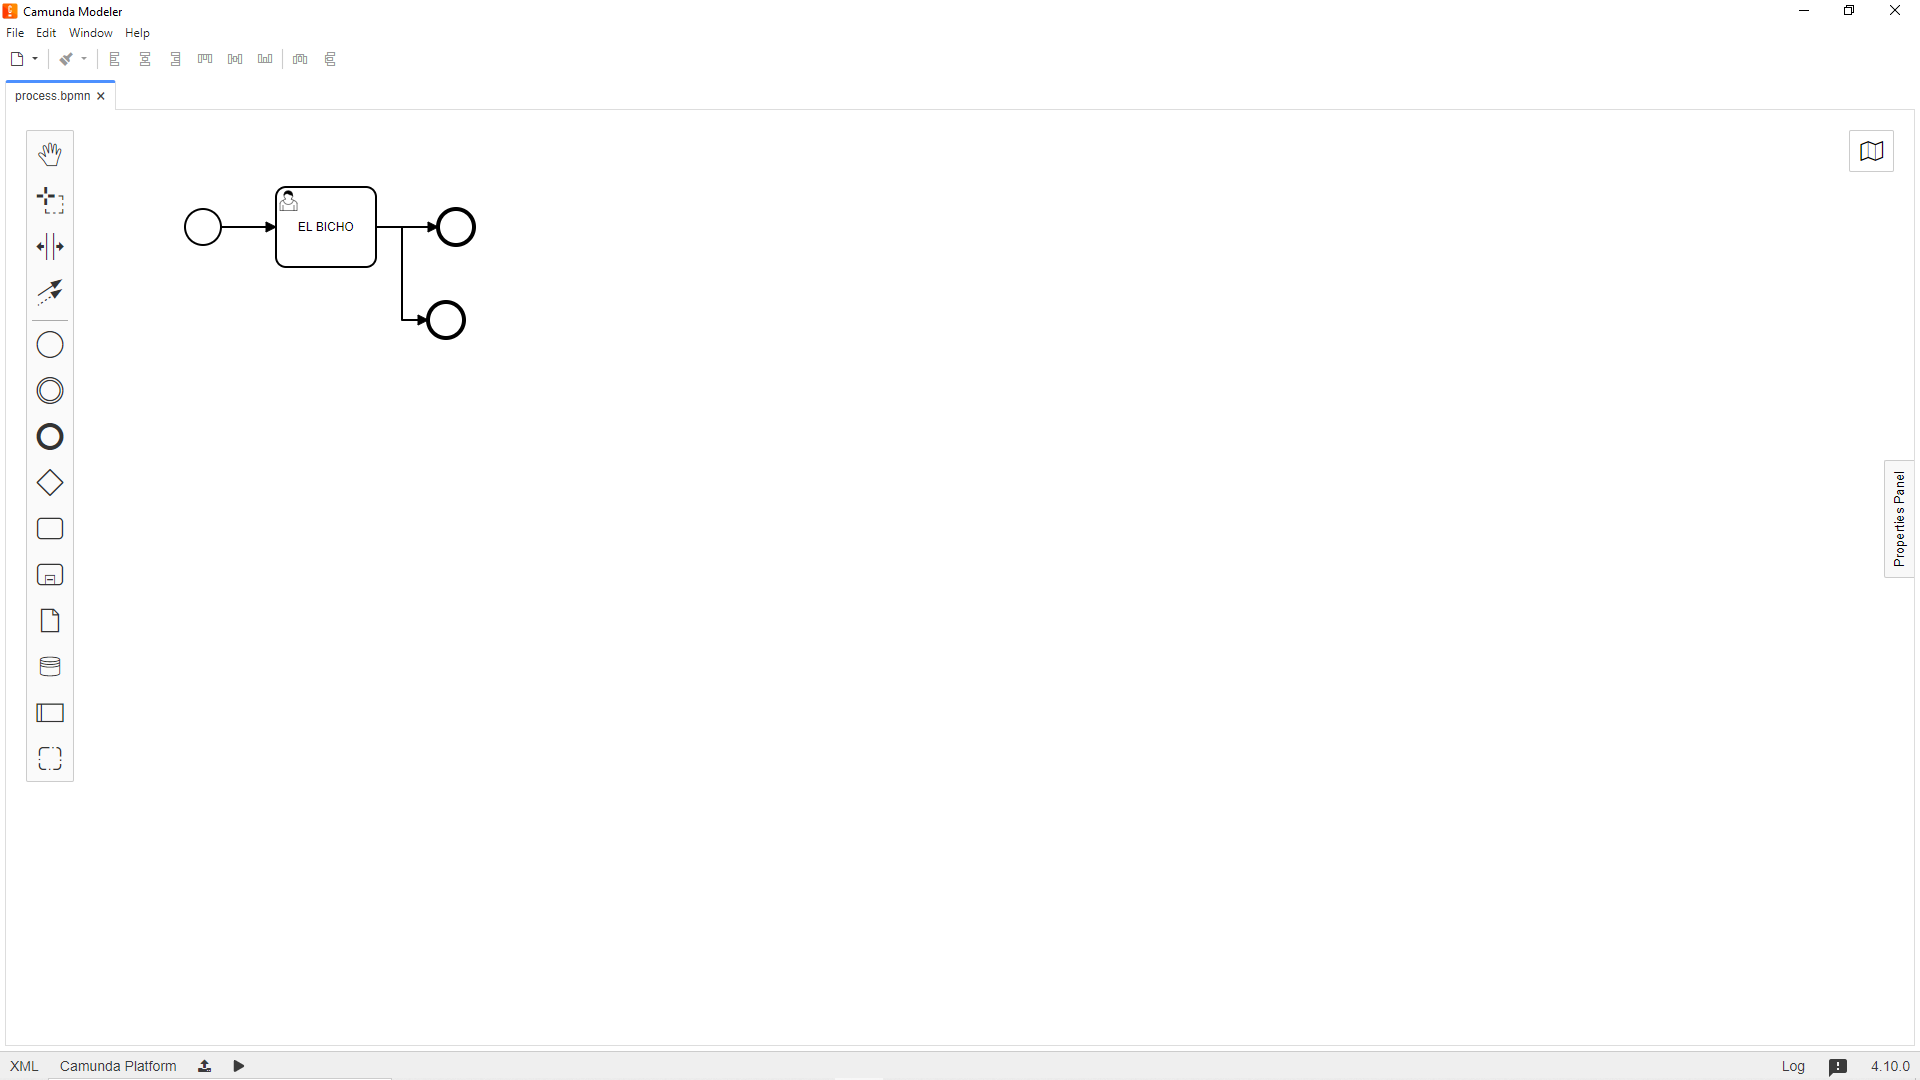 Camunda Modeler
File Edit Window Help
process.bpmn
EL BICHO
Properties Panel
XML Camunda Platform Log 4.10.0